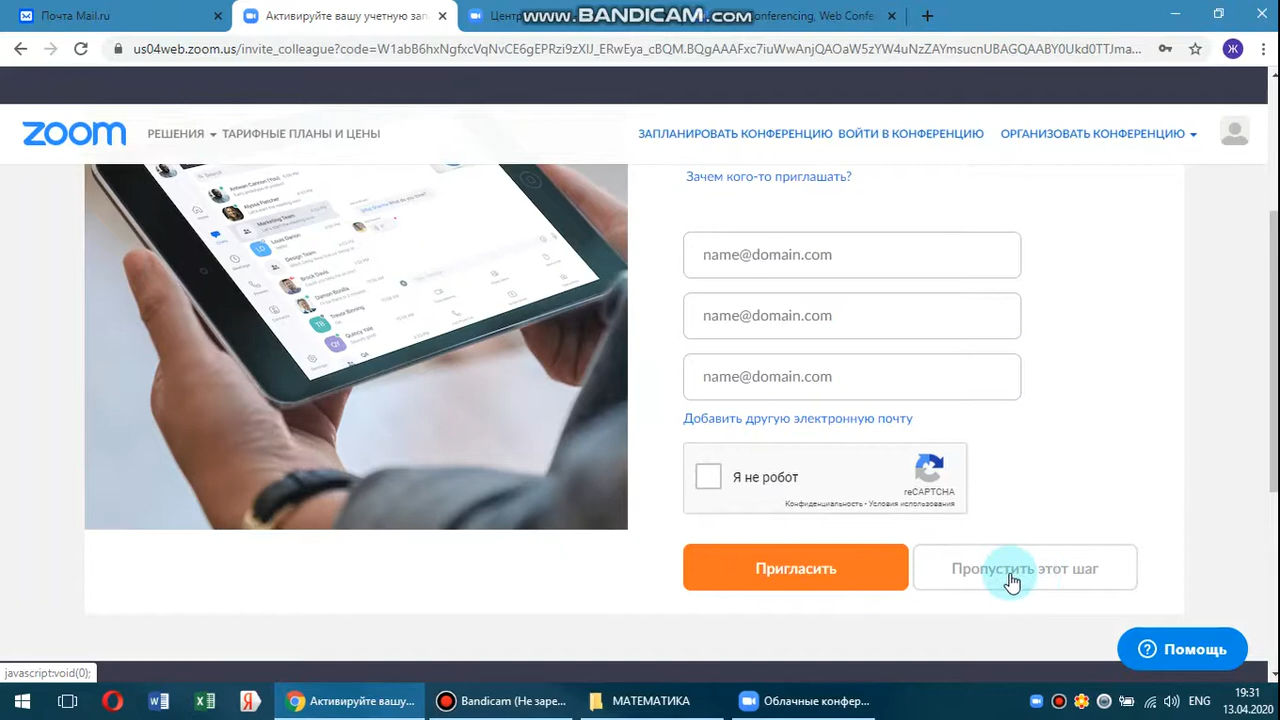 Почта Mail.ru
Активируйте вашу учетную зап
Центр
onferencing, Web Confe
www.BANDICAM.com
us04web.zoom.us/invite_colleague?code=W1abB6hxNgfxcVqNvCE6gEPRzi9zXIJ_ERwEya_cBQM.BQgAAAFxc7iuWwAnjQAOaW5zYW4uNzZAYmsucnUBAGQAABY0Ukd0TTJma...
Ж
zoom
РЕШЕНИЯ
ТАРИФНЫЕ ПЛАНЫ И ЦЕНЫ
ЗАПЛАНИРОВАТЬ КОНФЕРЕНЦИЮ
ВОЙТИ В КОНФЕРЕНЦИЮ
ОРГАНИЗОВАТЬ КОНФЕРЕНЦИЮ
Зачем кого-то приглашать?
name@domain.com
name@domain.com
name@domain.com
Добавить другую электронную почту
Я не робот
reCAPTCHA
Конфиденциальность - Условия использования
Пригласить
Пропустить этот шаг
Помощь
javascript:void(0);
Активируйте вашу...
Bandicam (Не заре...
МАТЕМАТИКА
Облачные конфер...
ENG
19:31
13.04.2020